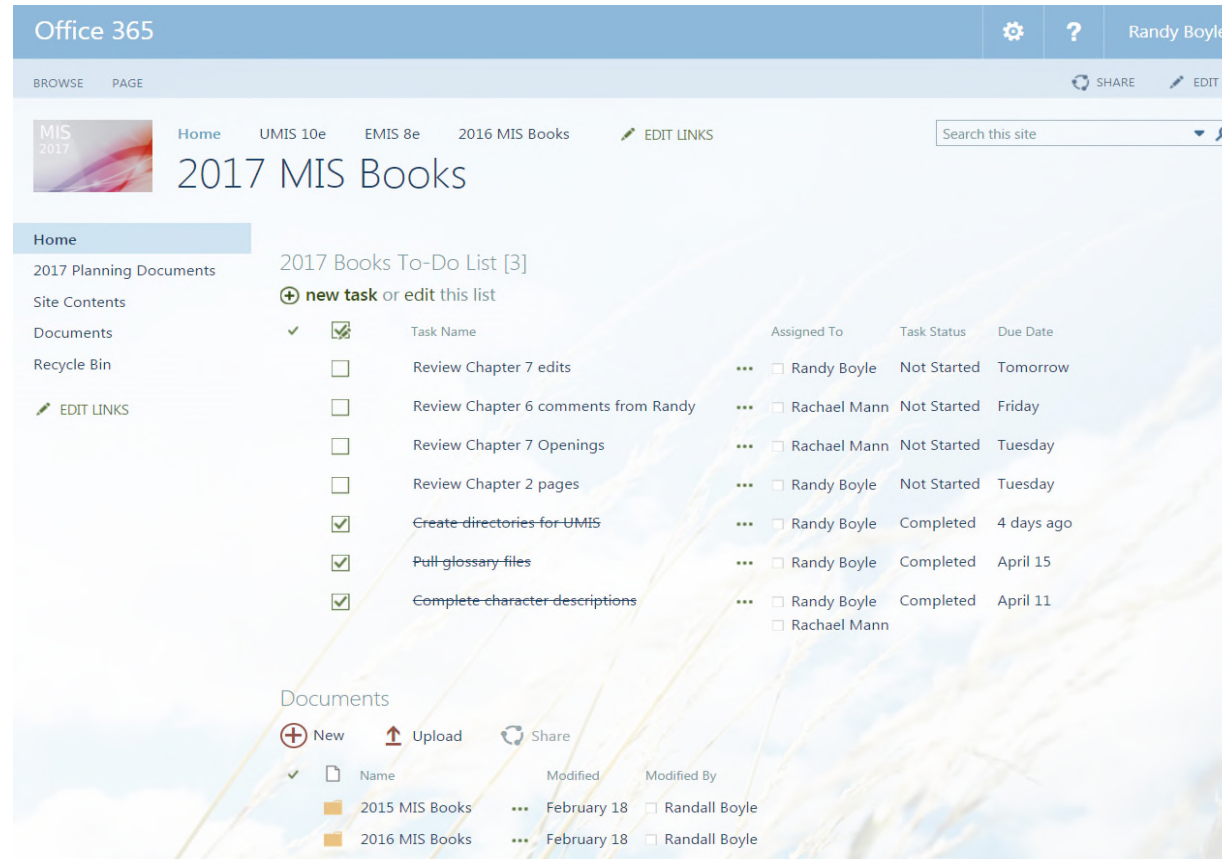 Office 365
? Randy Boyle
BROWSE PAGE SHARE EDIT
MIS
2017
Home UMIS 10e EMIS 8e 2016 MIS Books EDIT LINKS Search this site
2017 MIS Books
Home
2017 Planning Documents
Site Contents
Documents
Recycle Bin
EDIT LINKS
2017 Books To-Do List [3]
new task or edit this list
Task Name Assigned To Task Status Due Date
Review Chapter 7 edits ... Randy Boyle Not Started Tomorrow
Review Chapter 6 comments from Randy ... Rachael Mann Not Started Friday
Review Chapter 7 Openings ... Rachael Mann Not Started Tuesday
Review Chapter 2 pages ... Randy Boyle Not Started Tuesday
Create directories for UMIS ... Randy Boyle Completed 4 days ago
Pull glossary files ... Randy Boyle Completed April 15
Complete character descriptions ... Randy Boyle Completed April 11
Rachael Mann
Documents
New Upload Share
Name Modified Modified By
2015 MIS Books ... February 18 Randall Boyle
2016 MIS Books ... February 18 Randall Boyle